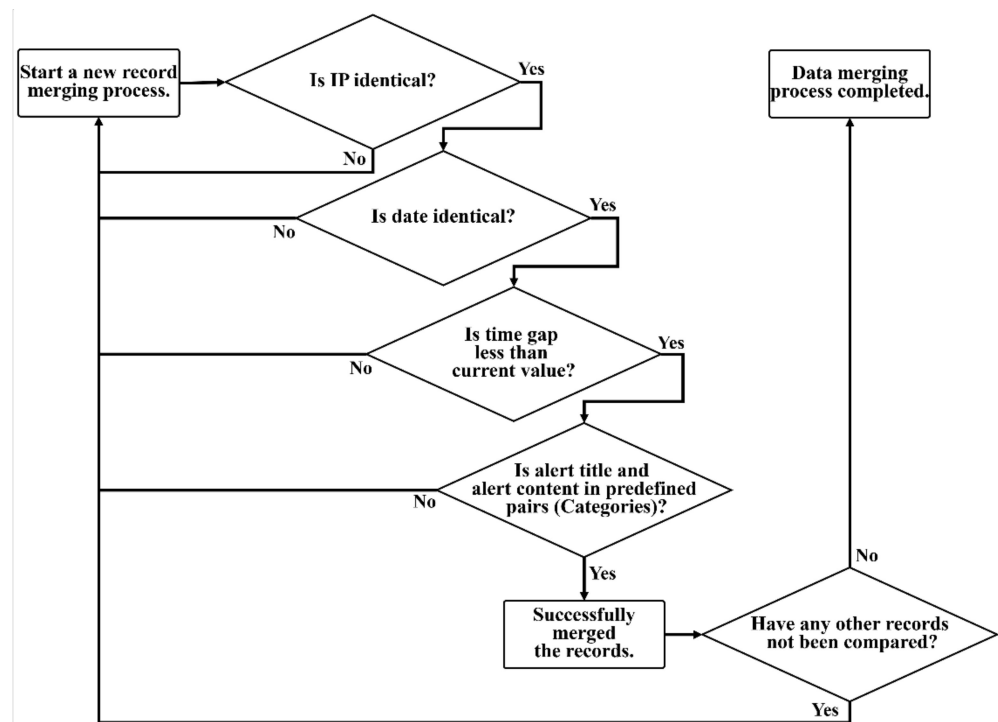 Start a new record
merging process.
Is IP identical?
Yes
No
Data merging
process completed.
Is date identical?
Yes
No
Is time gap
less than
current value?
Yes
No
Is alert title and
alert content in predefined
pairs (Categories)?
No
Yes
Successfully
merged
the records.
Have any other records
not been compared?
No
Yes